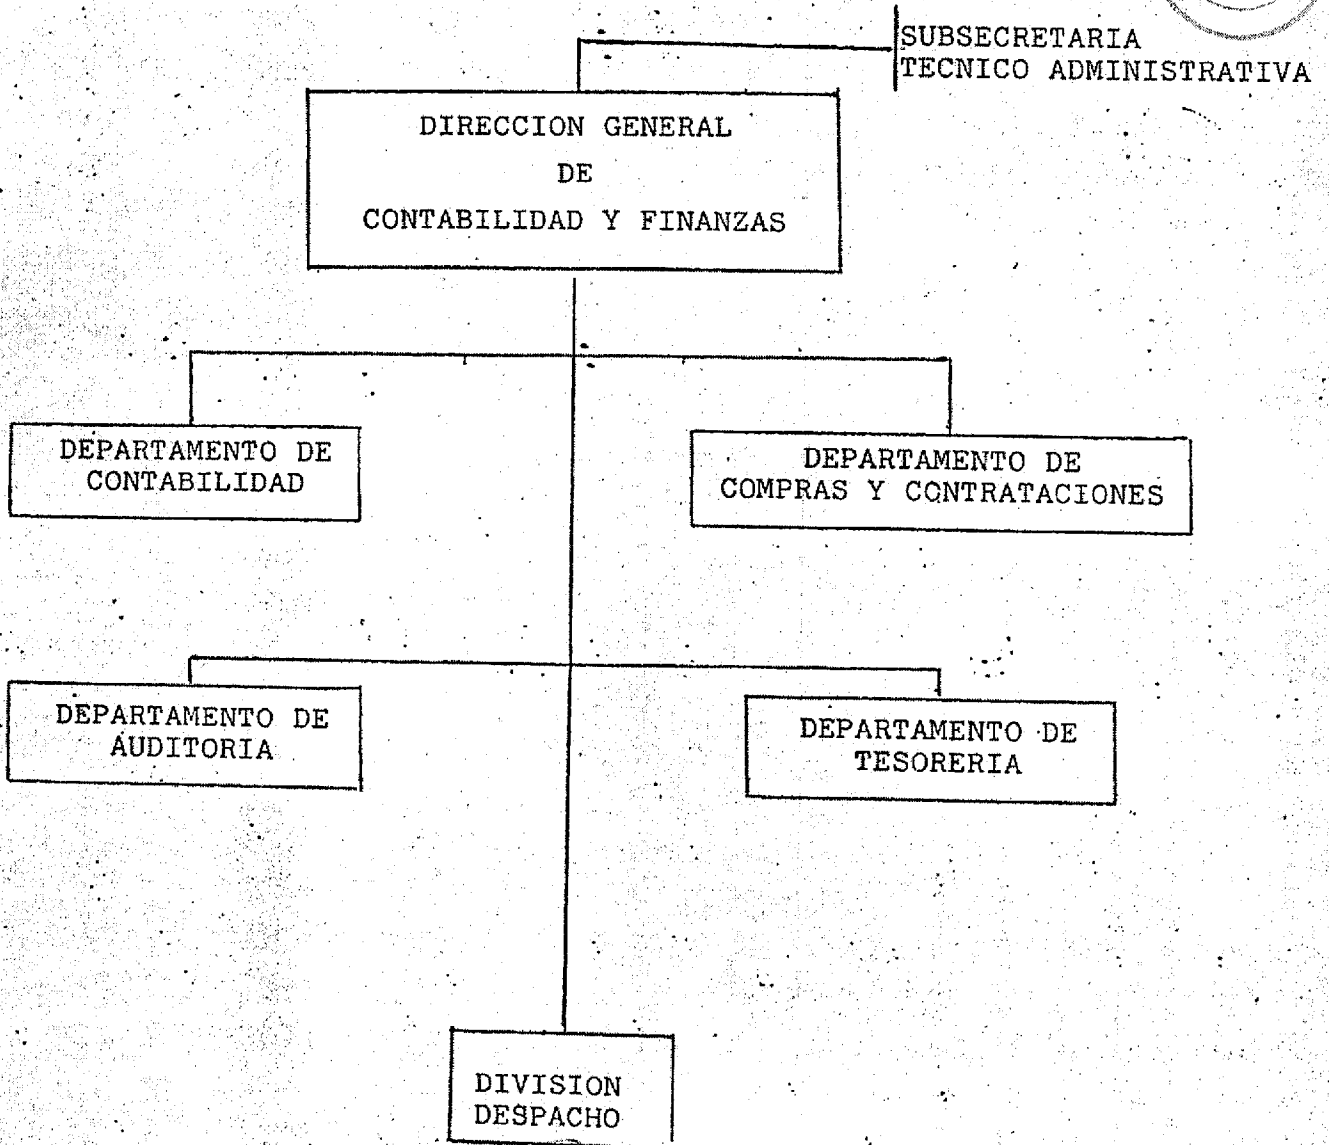 SUBSECRETARIA
TECNICO ADMINISTRATIVA
DIRECCION GENERAL
DE
CONTABILIDAD Y FINANZAS
DEPARTAMENTO DE
CONTABILIDAD
DEPARTAMENTO DE
COMPRAS Y CONTRATACIONES
DEPARTAMENTO DE
AUDITORIA
DEPARTAMENTO DE
TESORERIA
DIVISION
DESPACHO